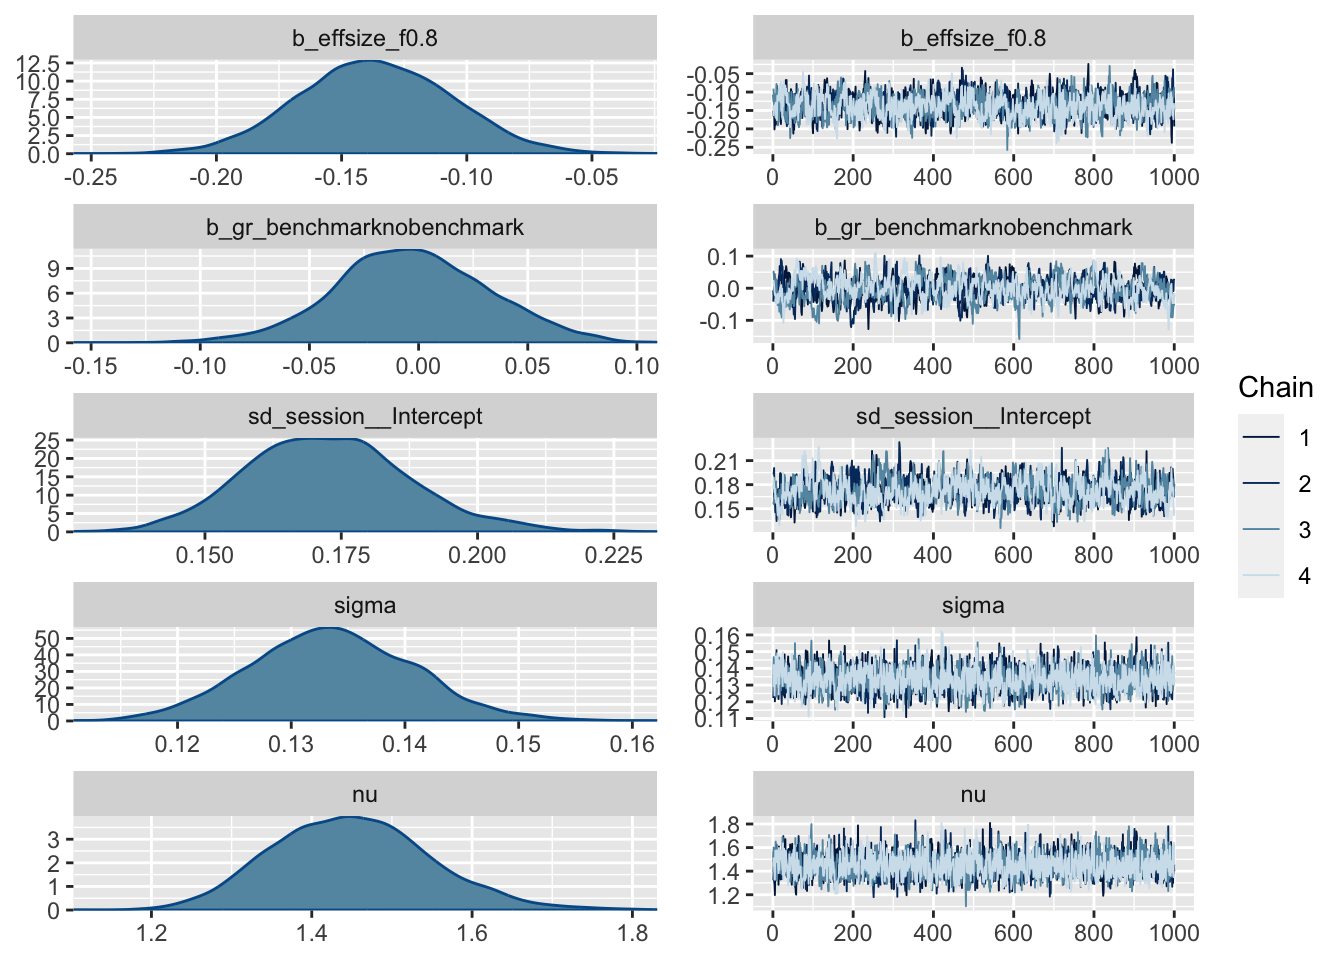 b_effsize_f0.8
12.5
10.0
7.5
5.0
2.5
0.0
-0.25 -0.20 -0.15 -0.10 -0.05
b_effsize_f0.8
-0.05
-0.10
-0.15
-0.20
-0.25
0 200 400 600 800 1000
b_gr_benchmarknobenchmark
9
6
3
0
-0.15 -0.10 -0.05 0.00 0.05 0.10
b_gr_benchmarknobenchmark
0.1
0.0
-0.1
0 200 400 600 800 1000
sd_session__Intercept
25
20
15
10
5
0
0.150 0.175 0.200 0.225
sd_session__Intercept
0.21
0.18
0.15
0 200 400 600 800 1000
sigma
50
40
30
20
10
0
0.12 0.13 0.14 0.15 0.16
sigma
0.16
0.15
0.14
0.13
0.12
0.11
0 200 400 600 800 1000
nu
3
2
1
0
1.2 1.4 1.6 1.8
nu
1.8
1.6
1.4
1.2
0 200 400 600 800 1000
Chain
1
2
3
4